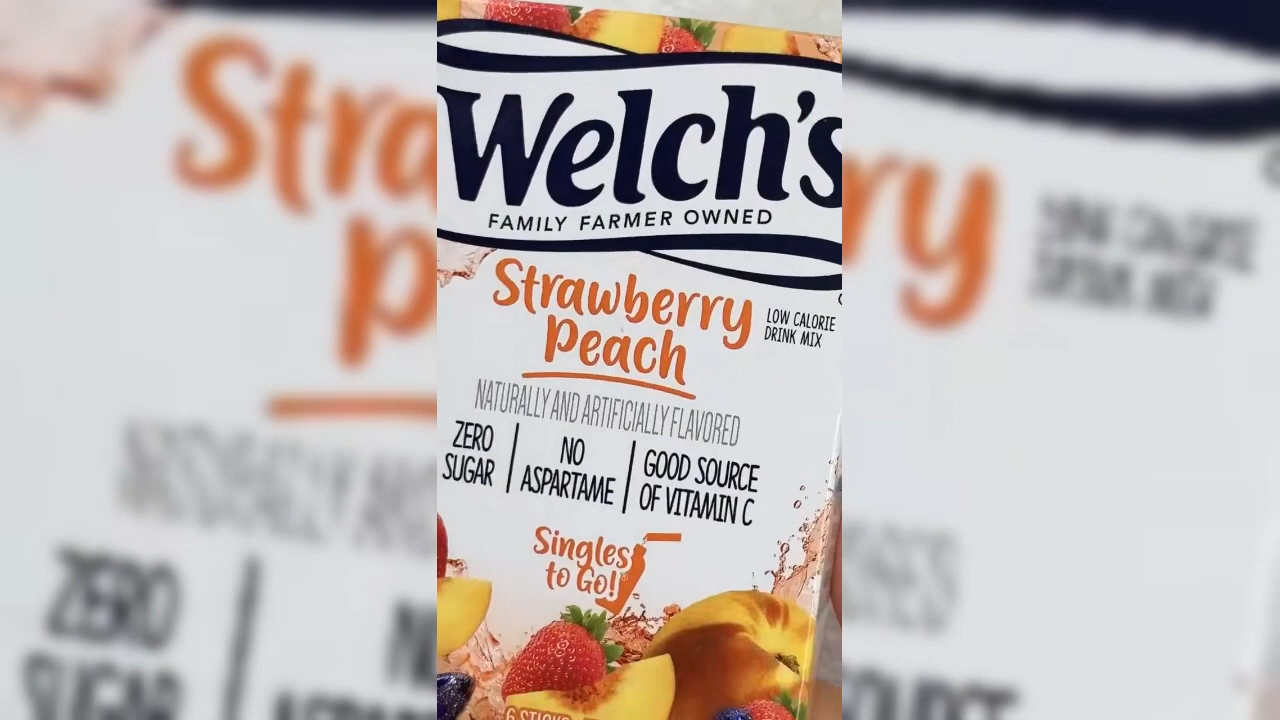 Welch's
FAMILY FARMER OWNED
Strawberry
Peach
LOW CALORIE
DRINK MIX
NATURALLY AND ARTIFICIALLY FLAVORED
ZERO
SUGAR
NO
ASPARTAME
GOOD SOURCE
OF VITAMIN C
Singles
to Go!
6 STICKS